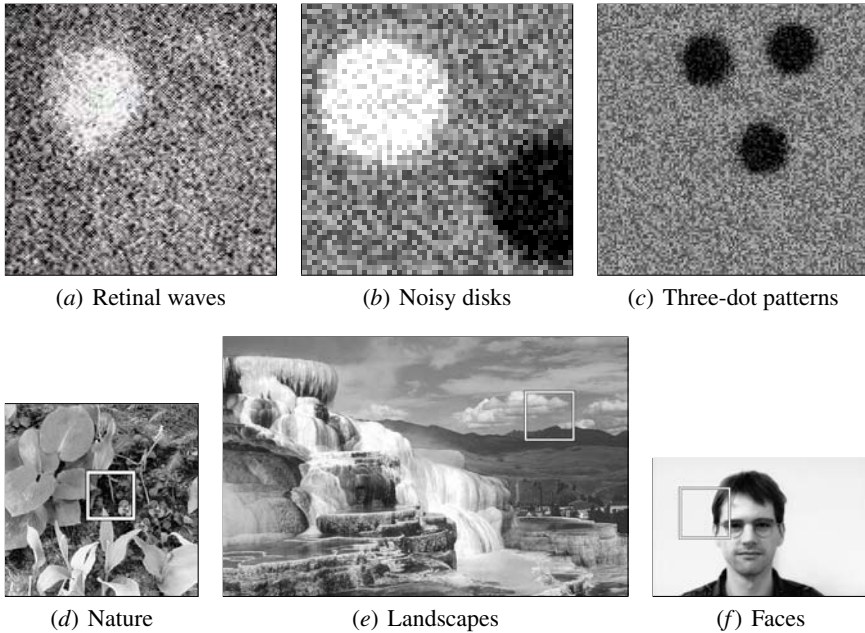 (a) Retinal waves
(b) Noisy disks
(c) Three-dot patterns
(d) Nature
(e) Landscapes
(f) Faces